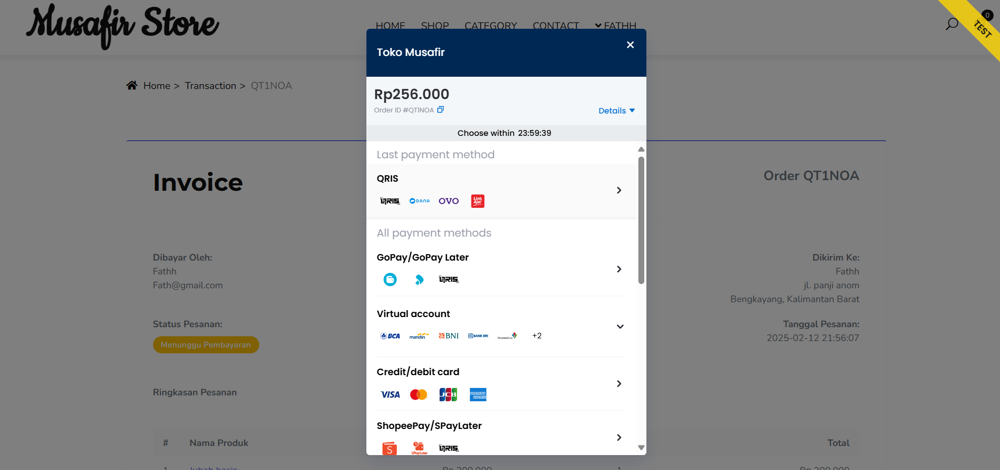 Musafir Store
HOME SHOP CATEGORY CONTACT FATHH
0
TEST
Home > Transaction > QT1NOA
Toko Musafir
Rp256.000
Order ID #QT1NOA
Details
Choose within 23:59:39
Last payment method
QRIS
QRIS DANA OVO Link Aja!
All payment methods
GoPay/GoPay Later
QRIS
Virtual account
BCA mandiri BNI BANK BRI PermataBank +2
Credit/debit card
VISA JCB AMERICAN EXPRESS
ShopeePay/SPayLater
S SPayLater QRIS
Invoice
Order QT1NOA
Dibayar Oleh:
Fathh
Fath@gmail.com
Dikirim Ke:
Fathh
jl. panji anom
Bengkayang, Kalimantan Barat
Status Pesanan:
Menunggu Pembayaran
Tanggal Pesanan:
2025-02-12 21:56:07
Ringkasan Pesanan
# Nama Produk Total
1 Jubah basic Rp 200.000 1 Rp 200.000